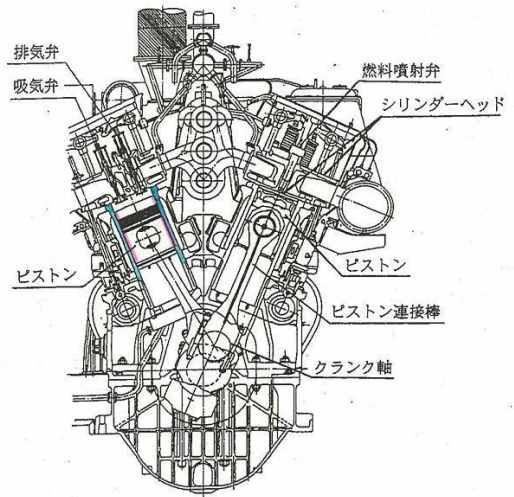 排気弁
吸気弁
燃料噴射弁
シリンダーヘッド
ピストン
ピストン
ピストン連接棒
クランク軸